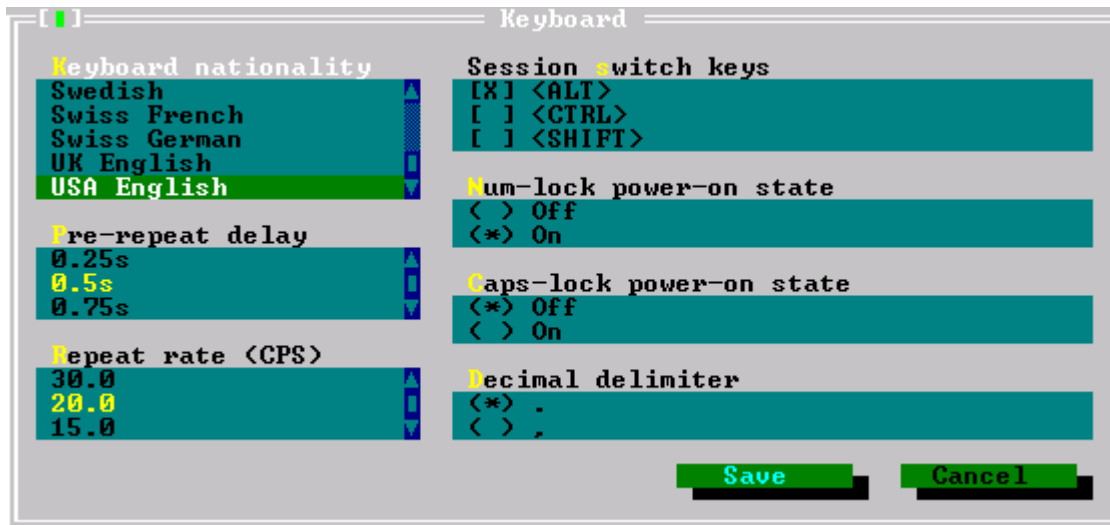 [▮] Keyboard
Keyboard nationality
Swedish
Swiss French
Swiss German
UK English
USA English
Pre-repeat delay
0.25s
0.5s
0.75s
Repeat rate (CPS)
30.0
20.0
15.0
Session switch keys
[X] <ALT>
[ ] <CTRL>
[ ] <SHIFT>
Num-lock power-on state
( ) Off
(*) On
Caps-lock power-on state
(*) Off
( ) On
Decimal delimiter
(*) .
( ) ,
Save Cancel